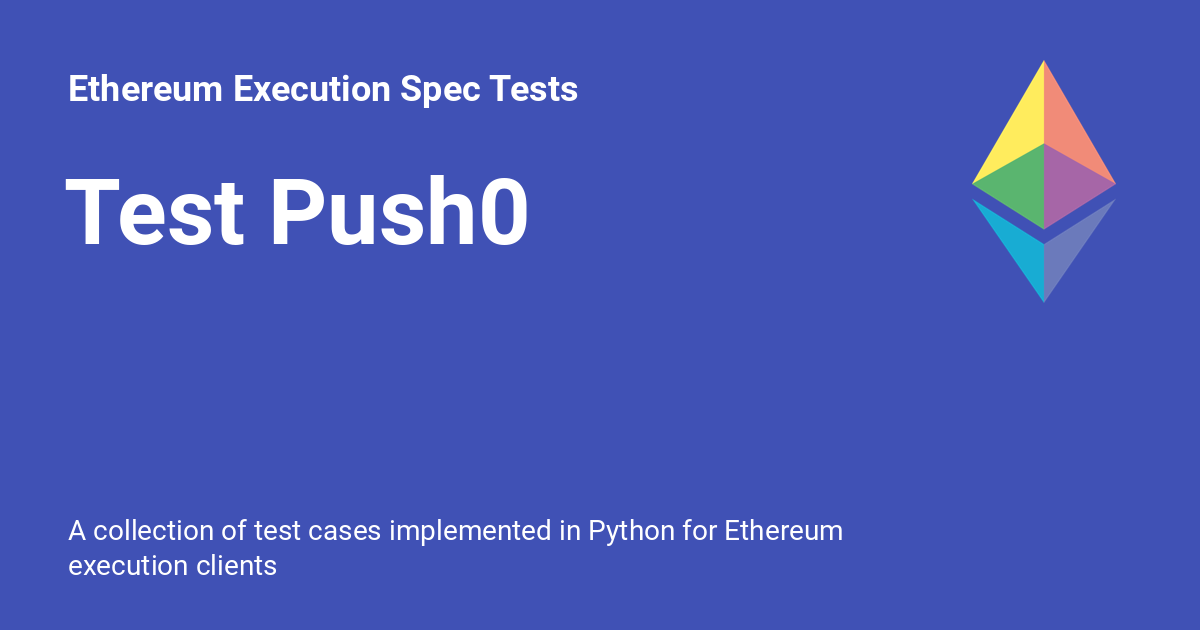 Ethereum Execution Spec Tests
Test Push0
A collection of test cases implemented in Python for Ethereum
execution clients